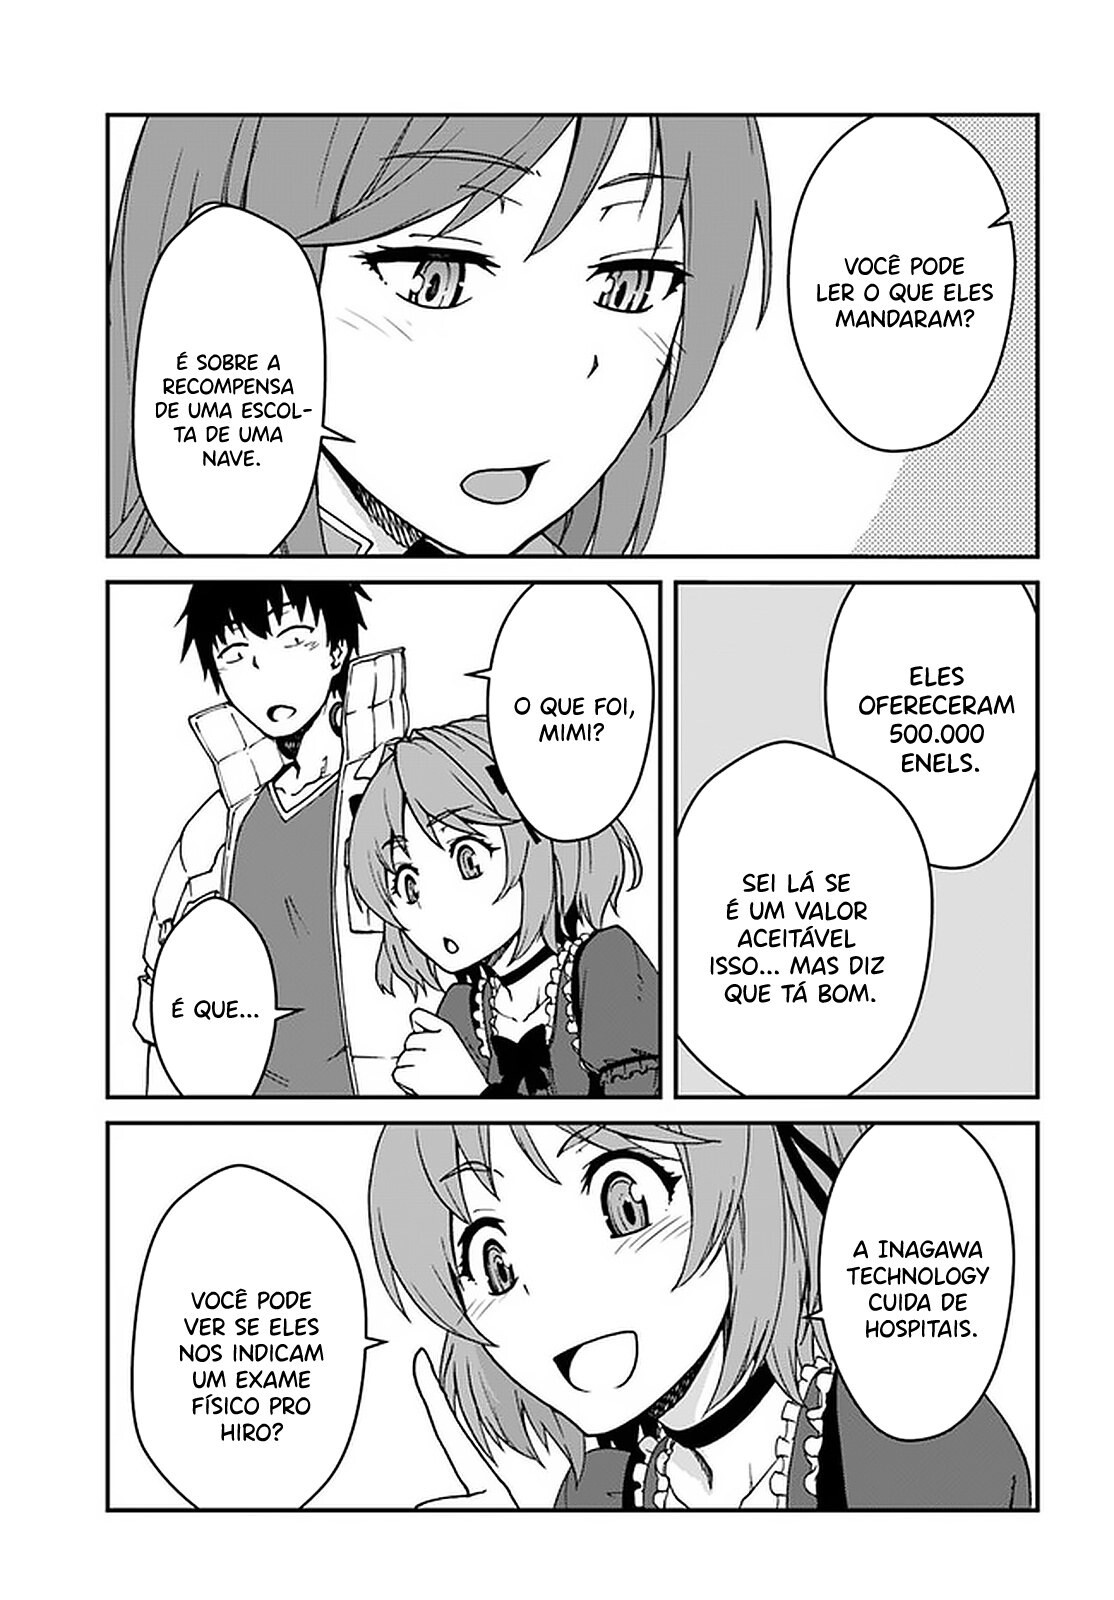 VOCÊ PODE
LER O QUE ELES
MANDARAM?
É SOBRE A
RECOMPENSA
DE UMA ESCOL-
TA DE UMA
NAVE.
ELES
OFERECERAM
500.000
ENELS.
SEI LÁ SE
É UM VALOR
ACEITÁVEL
ISSO... MAS DIZ
QUE TÁ BOM.
O QUE FOI,
MIMI?
É QUE...
A INAGAWA
TECHNOLOGY
CUIDA DE
HOSPITAIS.
VOCÊ PODE
VER SE ELES
NOS INDICAM
UM EXAME
FÍSICO PRO
HIRO?